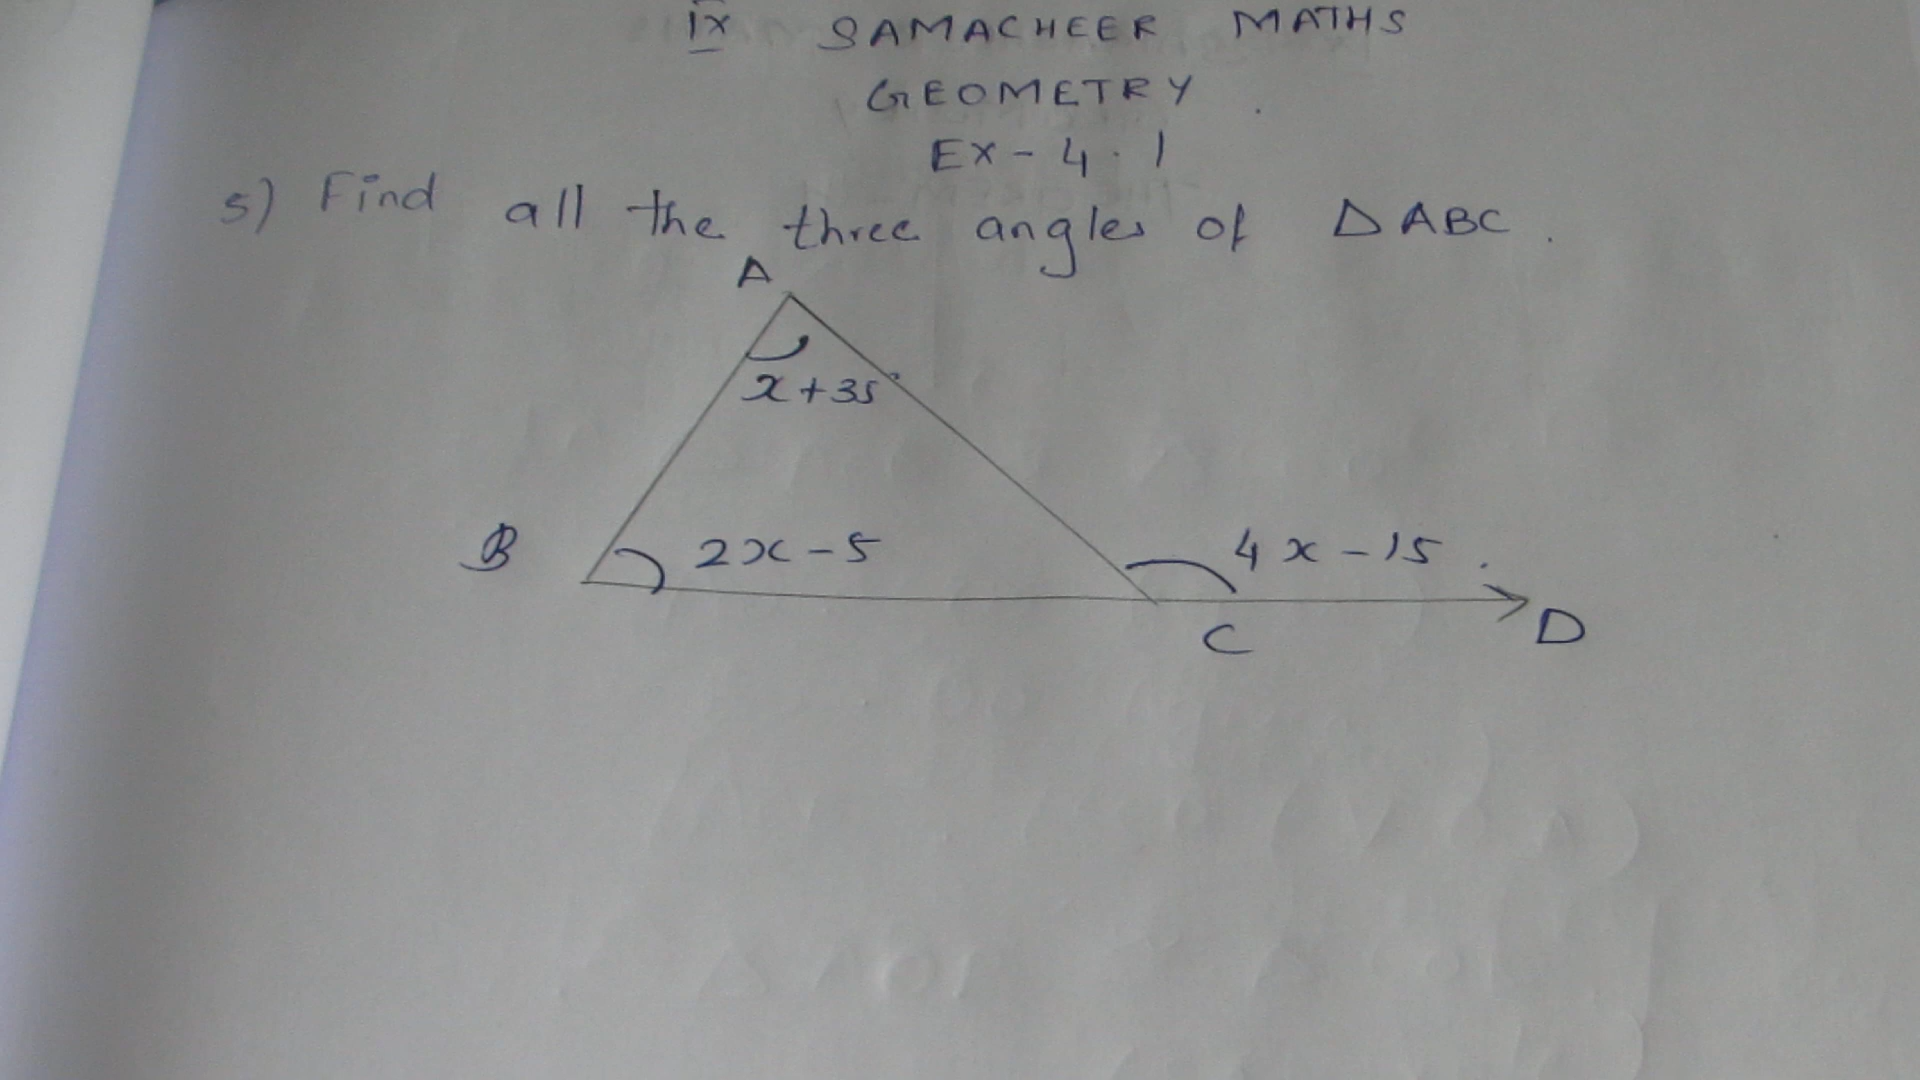 IX SAMACHEER MATHS
GEOMETRY
EX - 4.1
5) Find all the three angles of △ ABC.
A
x + 35°
B
2x - 5
4x - 15
C
D